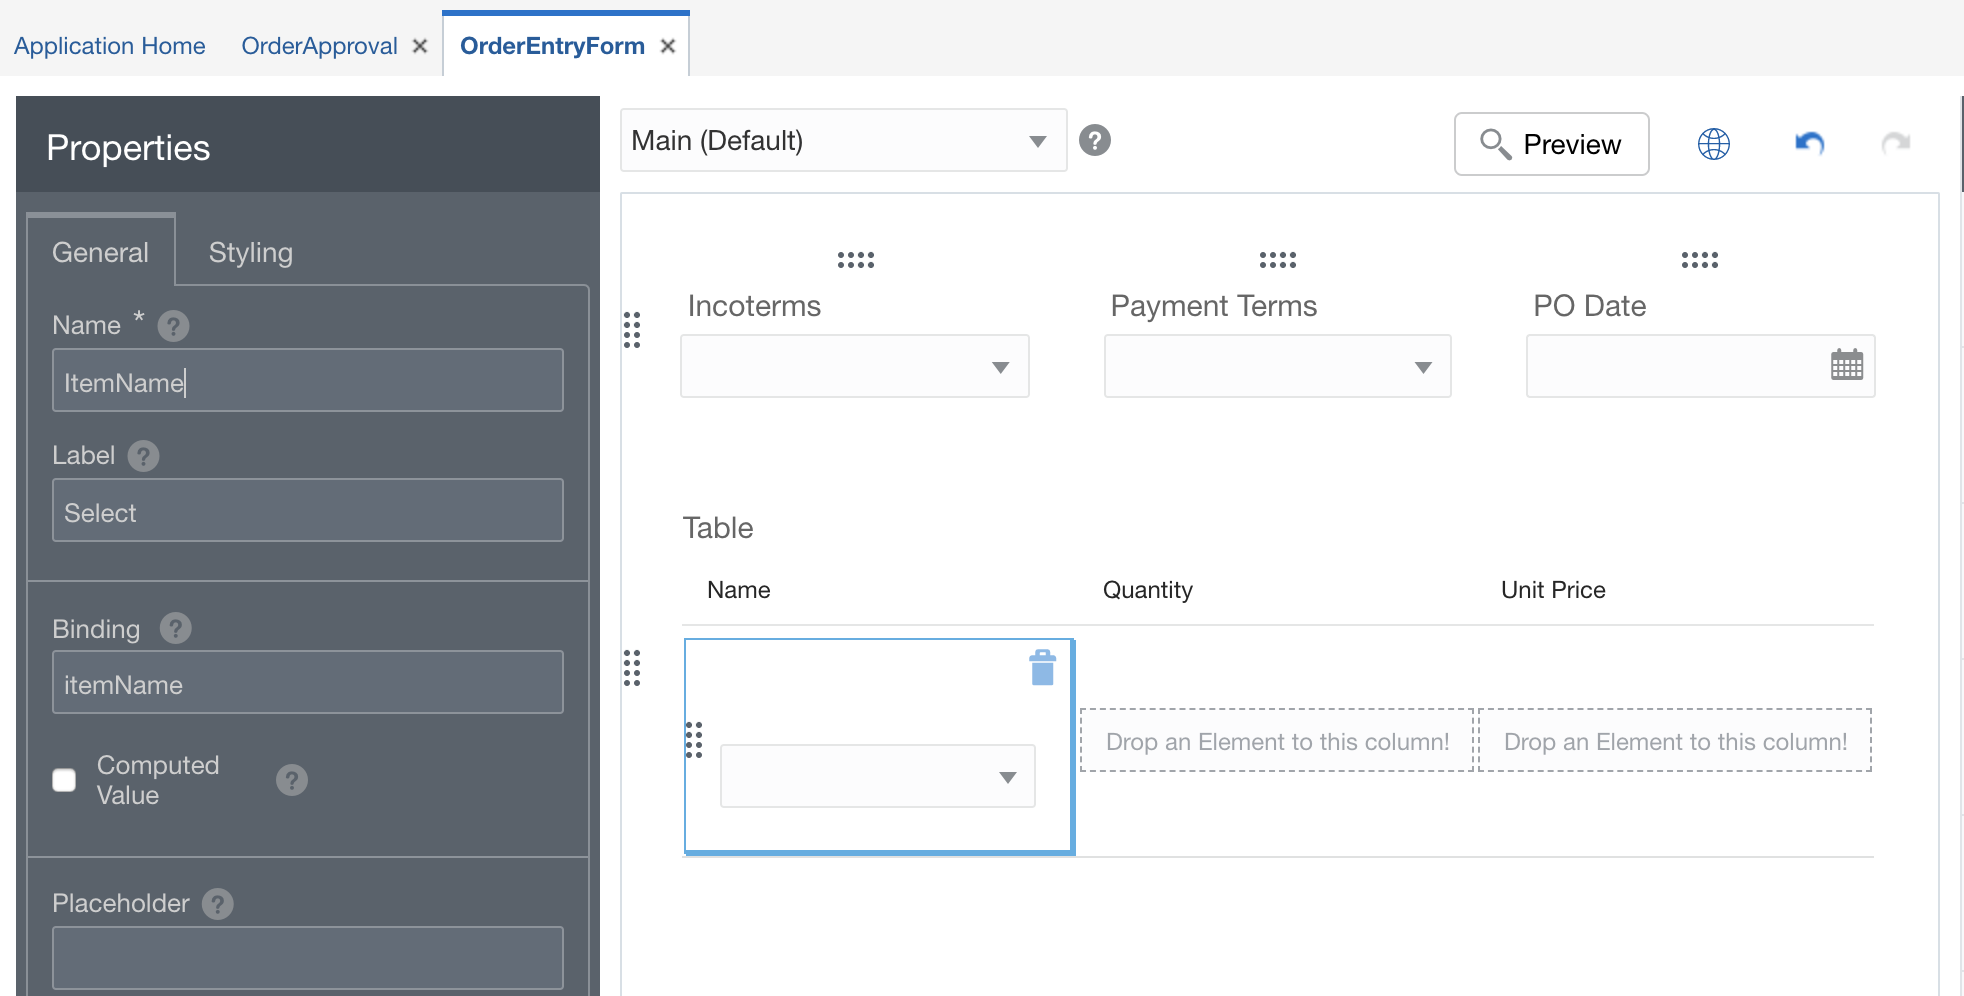 Application Home
OrderApproval
OrderEntryForm
Properties
General
Styling
Name *
ItemName
Label
Select
Binding
itemName
Computed
Value
Placeholder
Main (Default)
Preview
Incoterms
Payment Terms
PO Date
Table
Name
Quantity
Unit Price
Drop an Element to this column!
Drop an Element to this column!